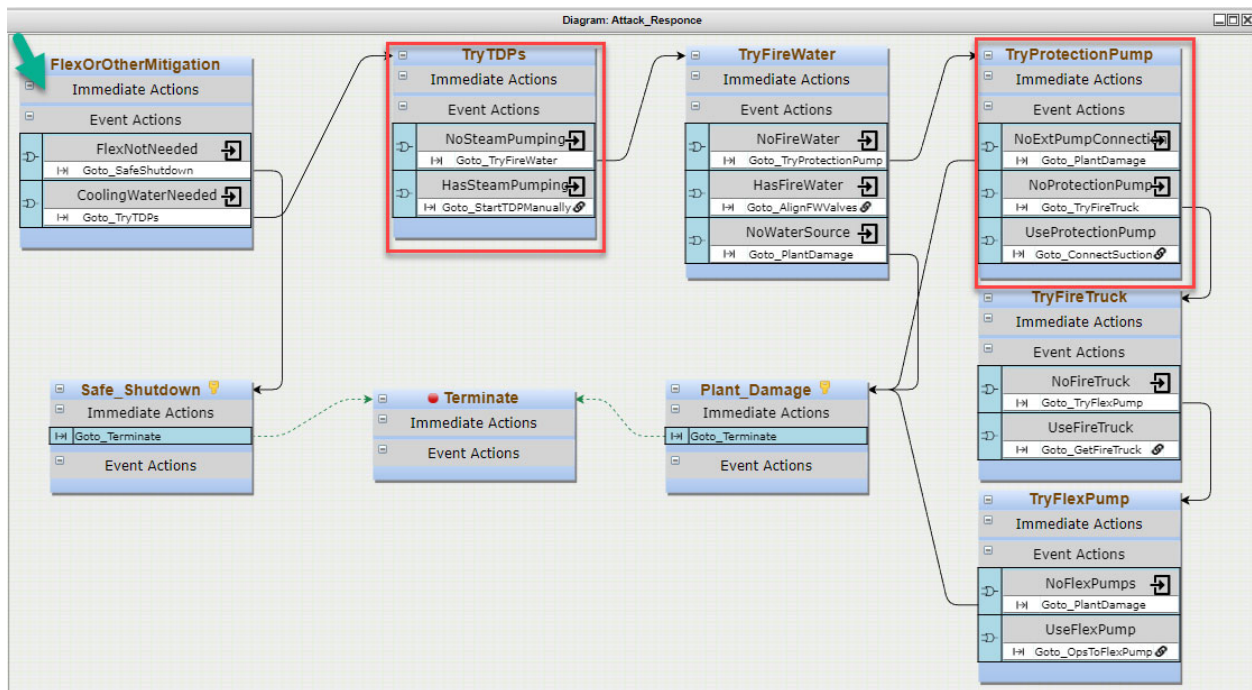 Diagram: Attack_Responce
FlexOrOtherMitigation
Immediate Actions
Event Actions
FlexNotNeeded
Goto_SafeShutdown
CoolingWaterNeeded
Goto_TryTDPs
TryTDPs
Immediate Actions
Event Actions
NoSteamPumping
Goto_TryFireWater
HasSteamPumping
Goto_StartTDPManually
TryFireWater
Immediate Actions
Event Actions
NoFireWater
Goto_TryProtectionPump
HasFireWater
Goto_AlignFWValves
NoWaterSource
Goto_PlantDamage
TryProtectionPump
Immediate Actions
Event Actions
NoExtPumpConnecti
Goto_PlantDamage
NoProtectionPump
Goto_TryFireTruck
UseProtectionPump
Goto_ConnectSuction
TryFireTruck
Immediate Actions
Event Actions
NoFireTruck
Goto_TryFlexPump
UseFireTruck
Goto_GetFireTruck
Safe_Shutdown
Immediate Actions
Goto_Terminate
Event Actions
Terminate
Immediate Actions
Event Actions
Plant_Damage
Immediate Actions
Goto_Terminate
Event Actions
TryFlexPump
Immediate Actions
Event Actions
NoFlexPumps
Goto_PlantDamage
UseFlexPump
Goto_OpsToFlexPump